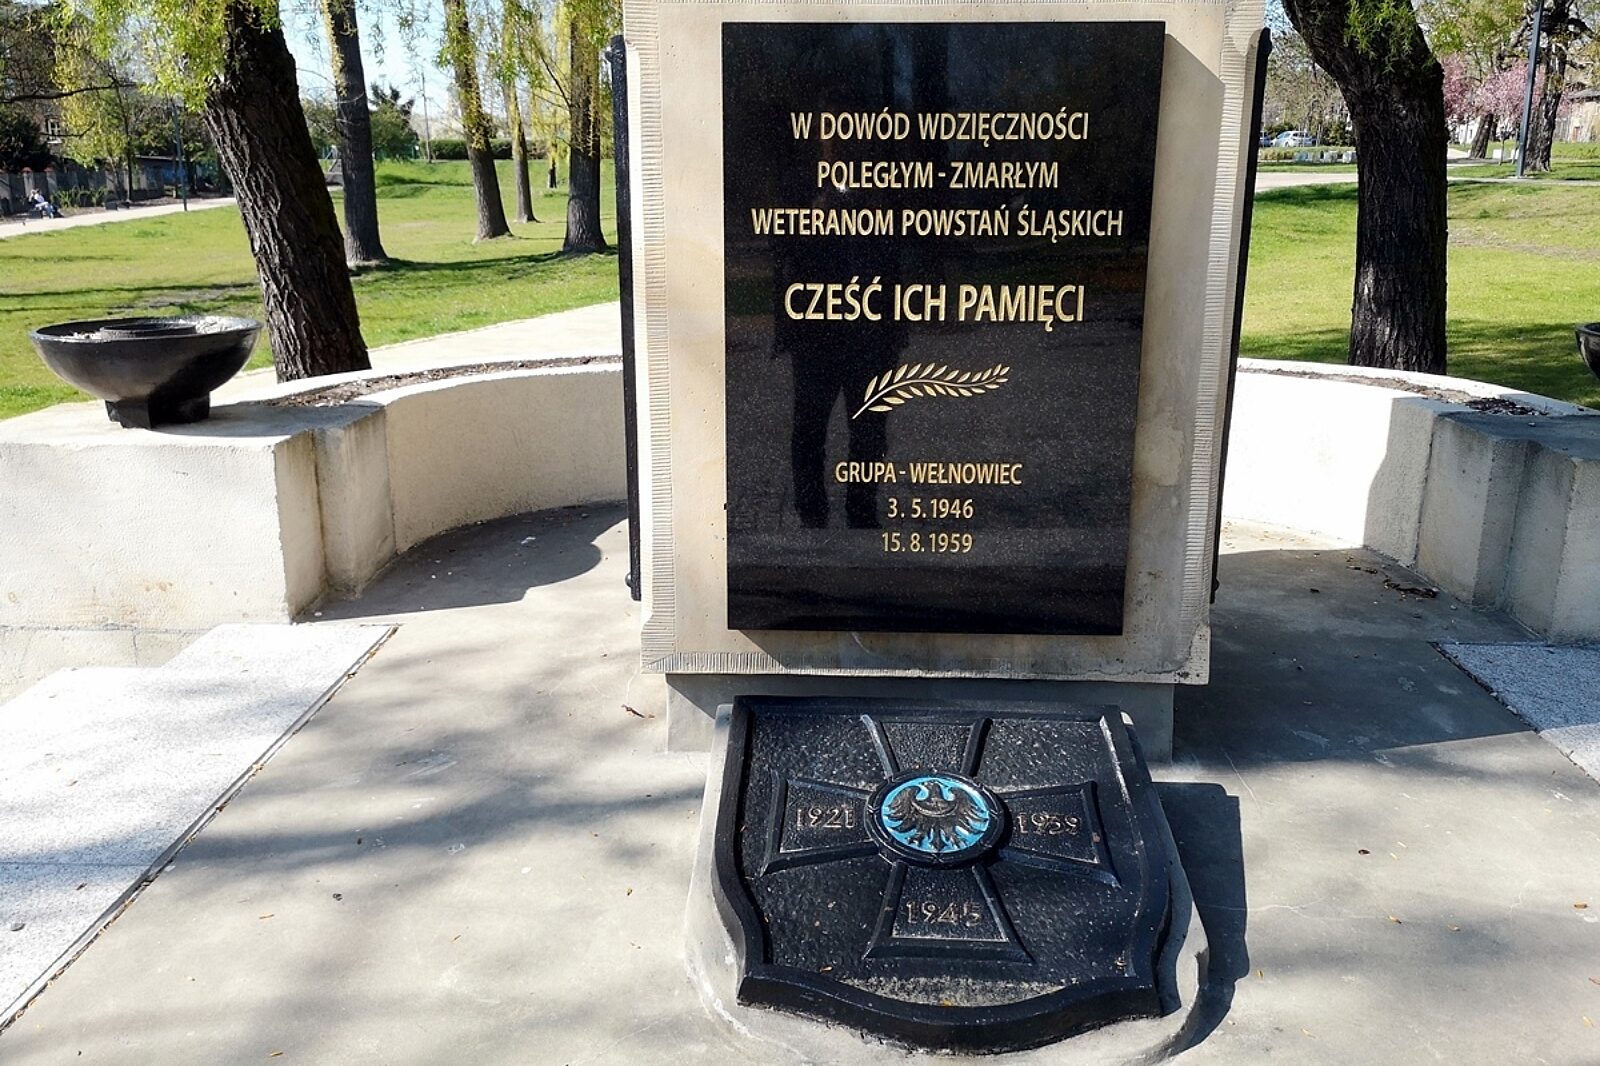 W DOWÓD WDZIĘCZNOŚCI
POLEGŁYM - ZMARŁYM
WETERANOM POWSTAŃ ŚLĄSKICH
CZEŚĆ ICH PAMIĘCI
GRUPA - WEŁNOWIEC
3. 5. 1946
15. 8. 1959
1921 1939
1945